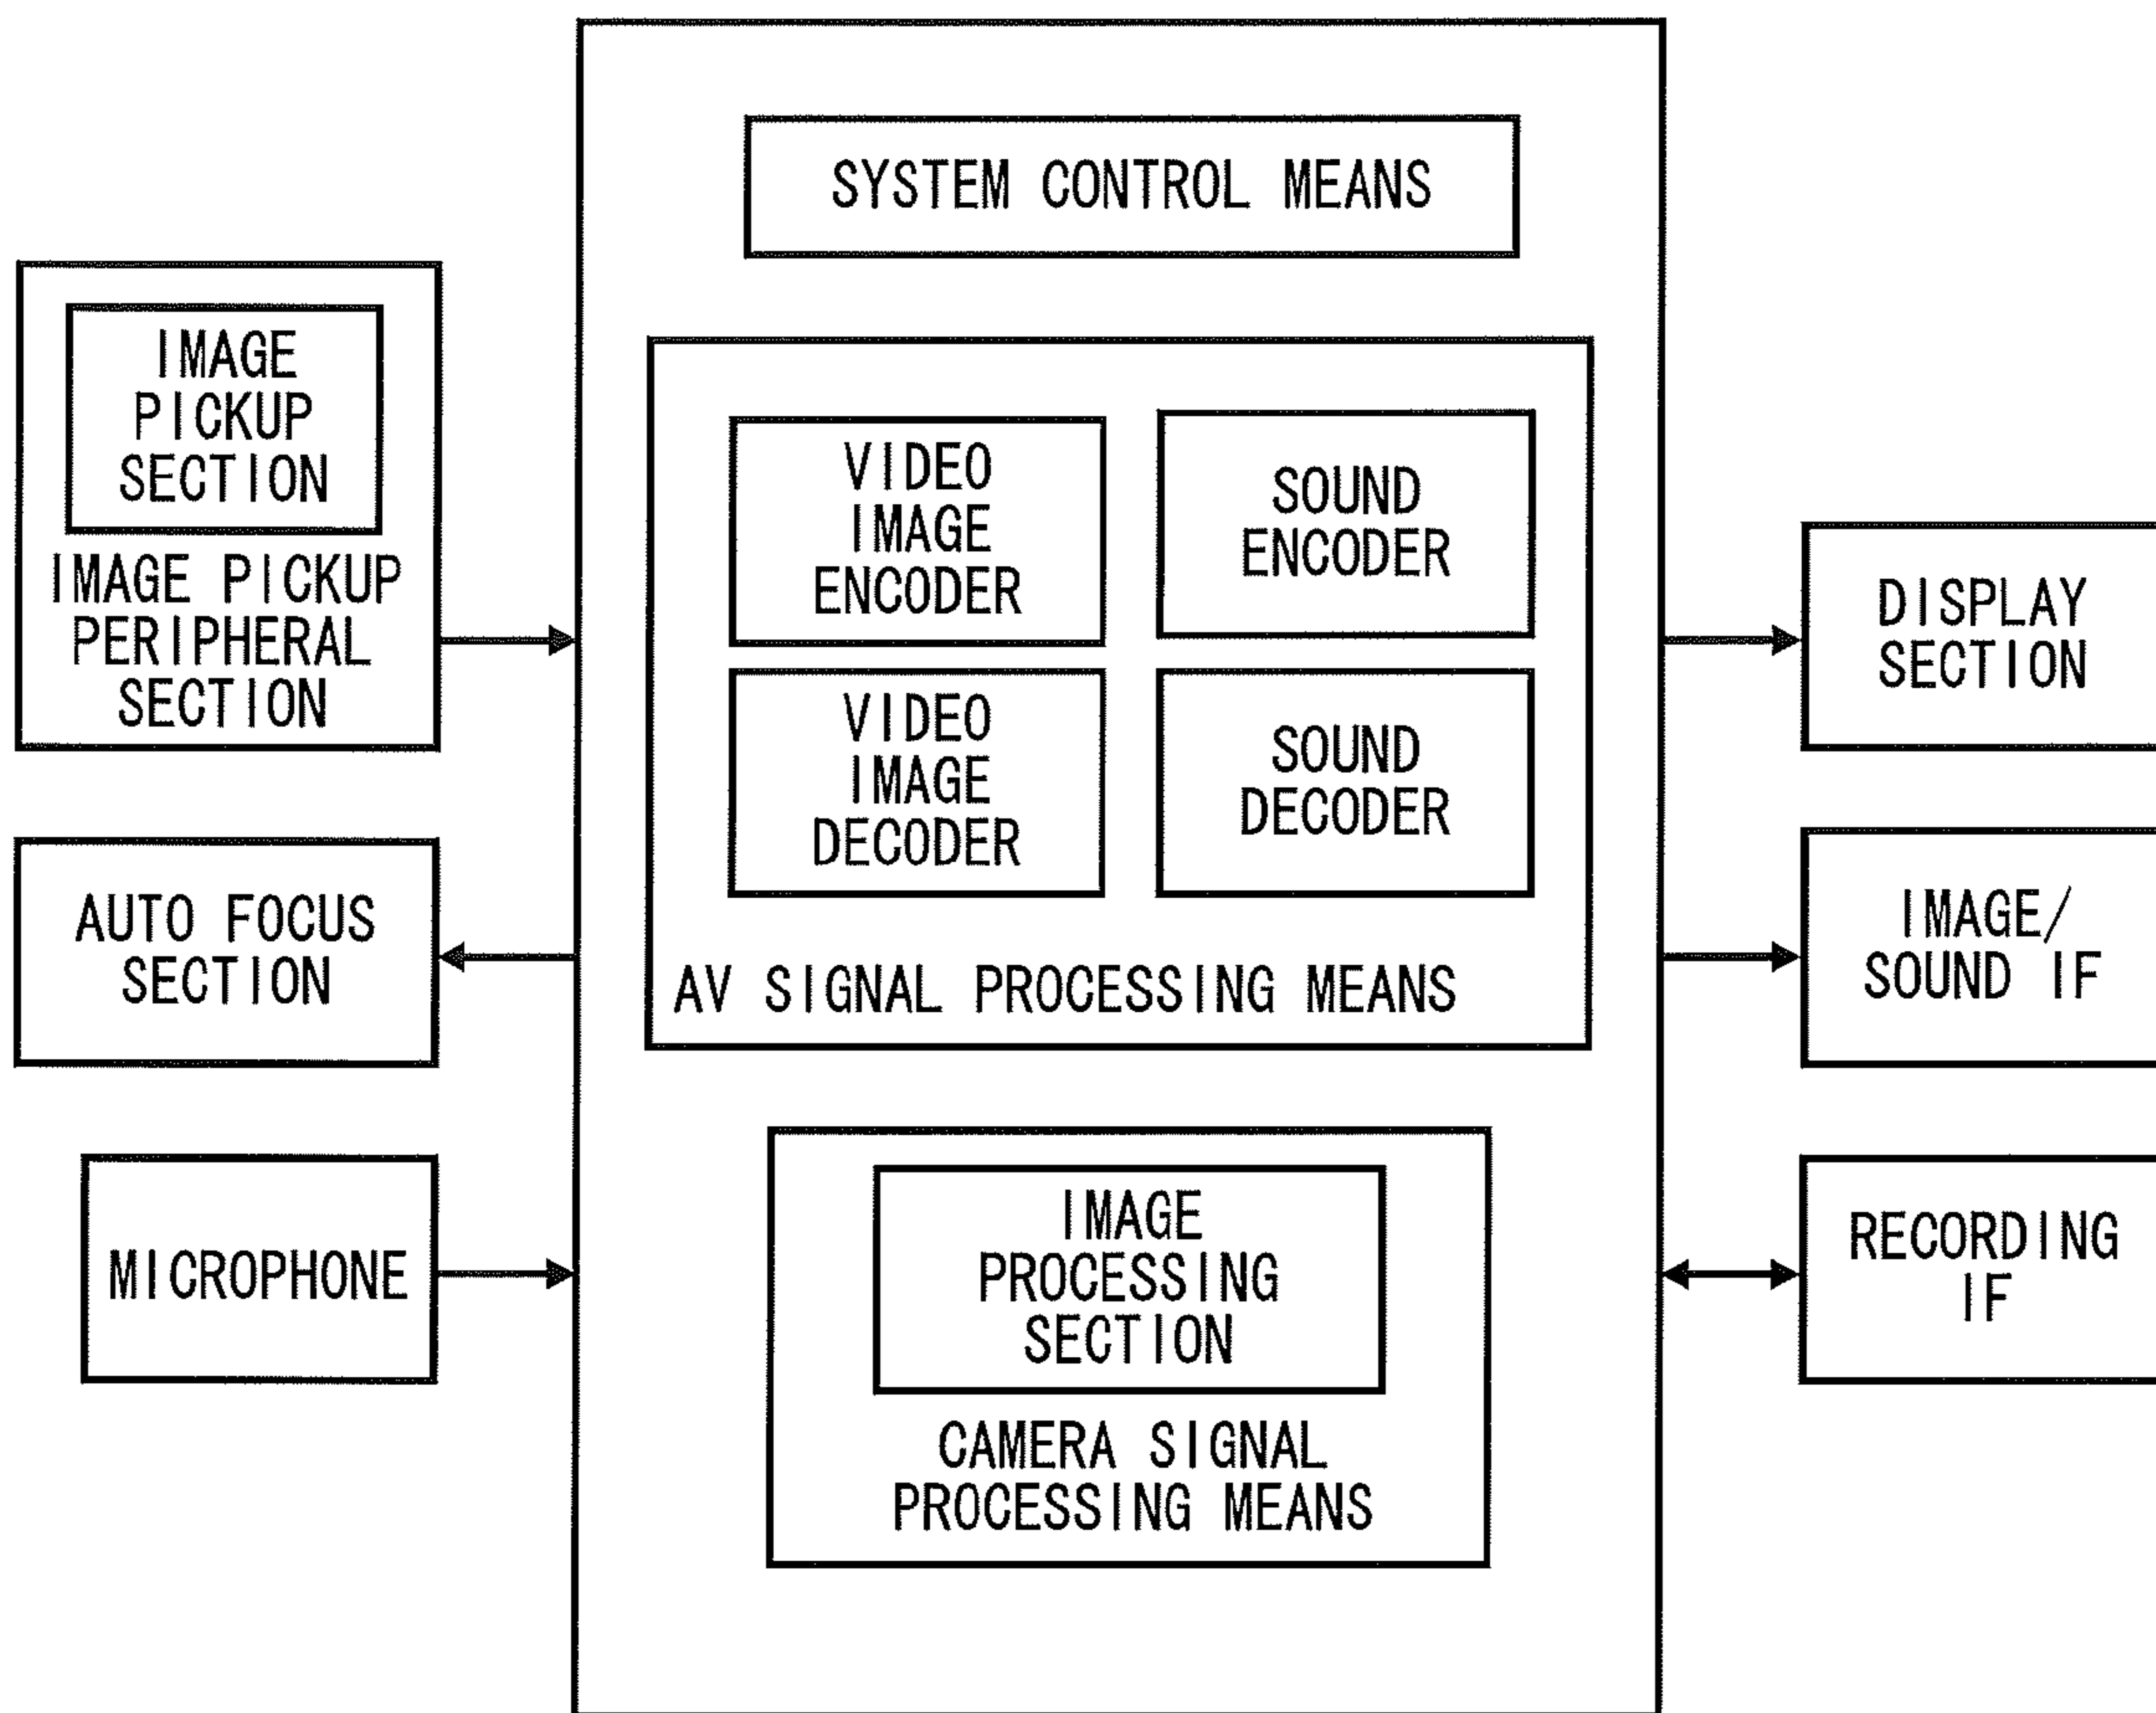 SYSTEM CONTROL MEANS
IMAGE
PICKUP
SECTION
IMAGE PICKUP
PERIPHERAL
SECTION
VIDEO
IMAGE
ENCODER
SOUND
ENCODER
VIDEO
IMAGE
DECODER
SOUND
DECODER
AV SIGNAL PROCESSING MEANS
DISPLAY
SECTION
AUTO FOCUS
SECTION
IMAGE/
SOUND IF
MICROPHONE
IMAGE
PROCESSING
SECTION
CAMERA SIGNAL
PROCESSING MEANS
RECORDING
IF